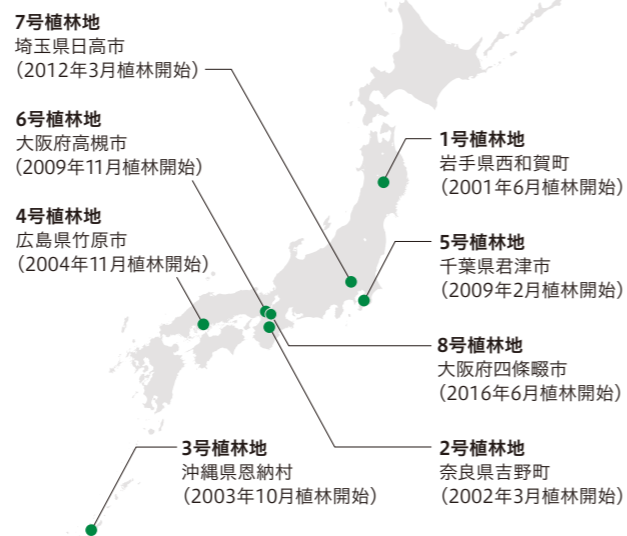 7号植林地
埼玉県日高市
（2012年3月植林開始）
6号植林地
大阪府高槻市
（2009年11月植林開始）
4号植林地
広島県竹原市
（2004年11月植林開始）
1号植林地
岩手県西和賀町
（2001年6月植林開始）
5号植林地
千葉県君津市
（2009年2月植林開始）
8号植林地
大阪府四條畷市
（2016年6月植林開始）
3号植林地
沖縄県恩納村
（2003年10月植林開始）
2号植林地
奈良県吉野町
（2002年3月植林開始）